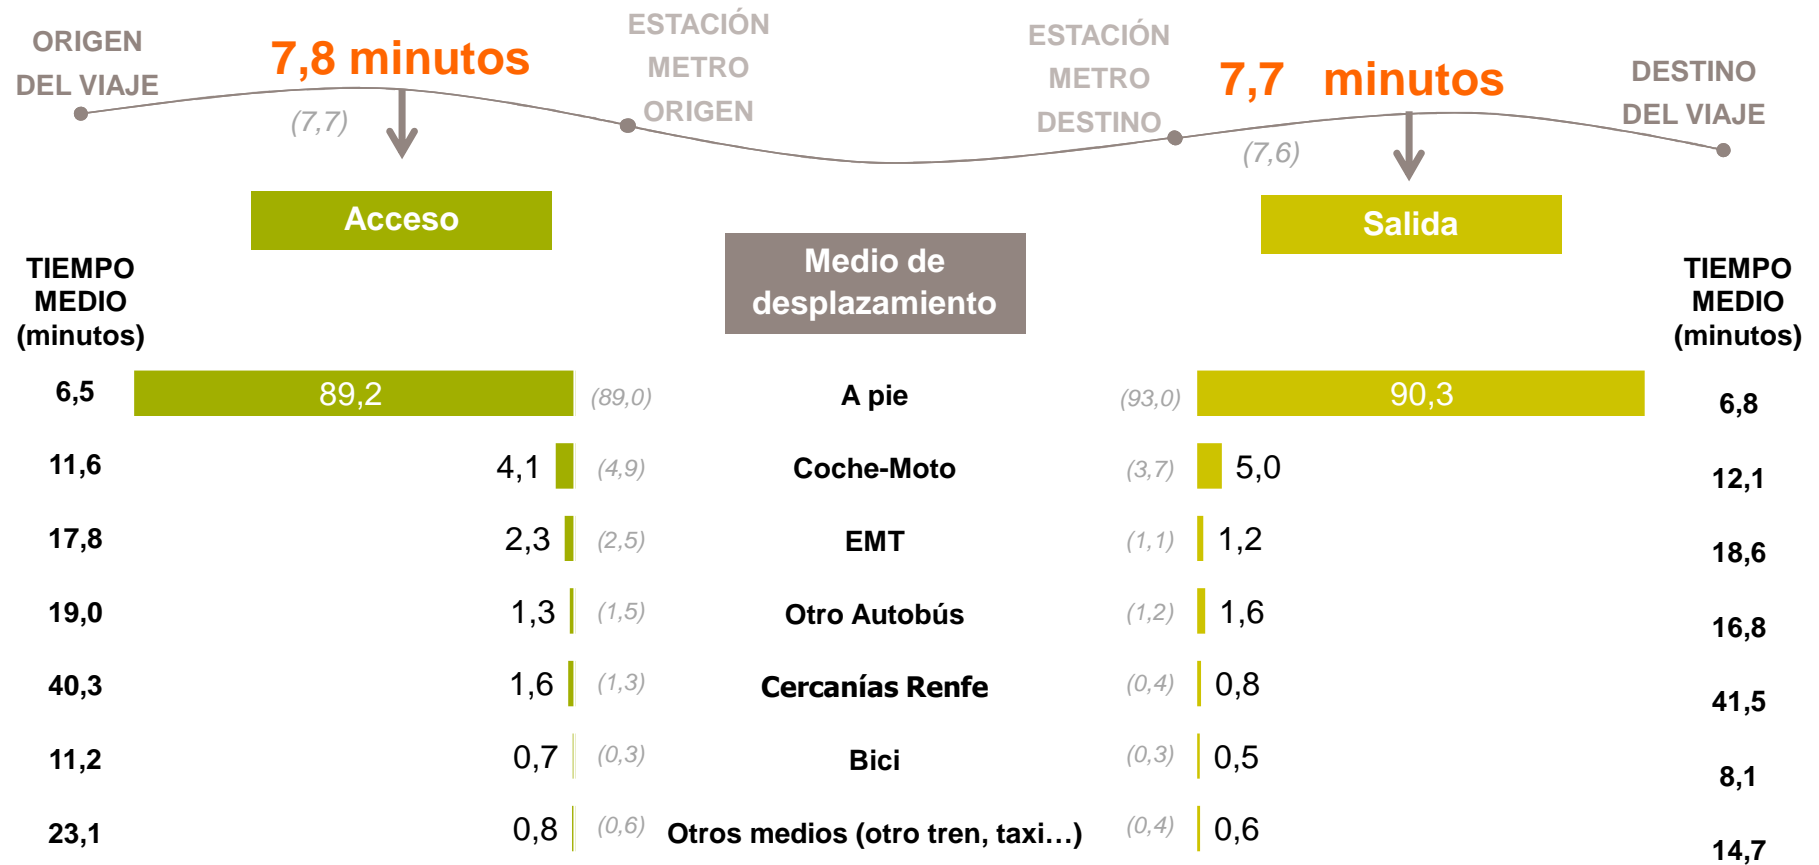 ORIGEN
DEL VIAJE
7,8 minutos
(7,7)
ESTACIÓN
METRO
ORIGEN
ESTACIÓN
METRO
DESTINO
7,7 minutos
(7,6)
DESTINO
DEL VIAJE
Acceso
Salida
Medio de
desplazamiento
TIEMPO
MEDIO
(minutos)
TIEMPO
MEDIO
(minutos)
6,5 89,2 (89,0) A pie (93,0) 90,3 6,8
11,6 4,1 (4,9) Coche-Moto (3,7) 5,0 12,1
17,8 2,3 (2,5) EMT (1,1) 1,2 18,6
19,0 1,3 (1,5) Otro Autobús (1,2) 1,6 16,8
40,3 1,6 (1,3) Cercanías Renfe (0,4) 0,8 41,5
11,2 0,7 (0,3) Bici (0,3) 0,5 8,1
23,1 0,8 (0,6) Otros medios (otro tren, taxi…) (0,4) 0,6 14,7